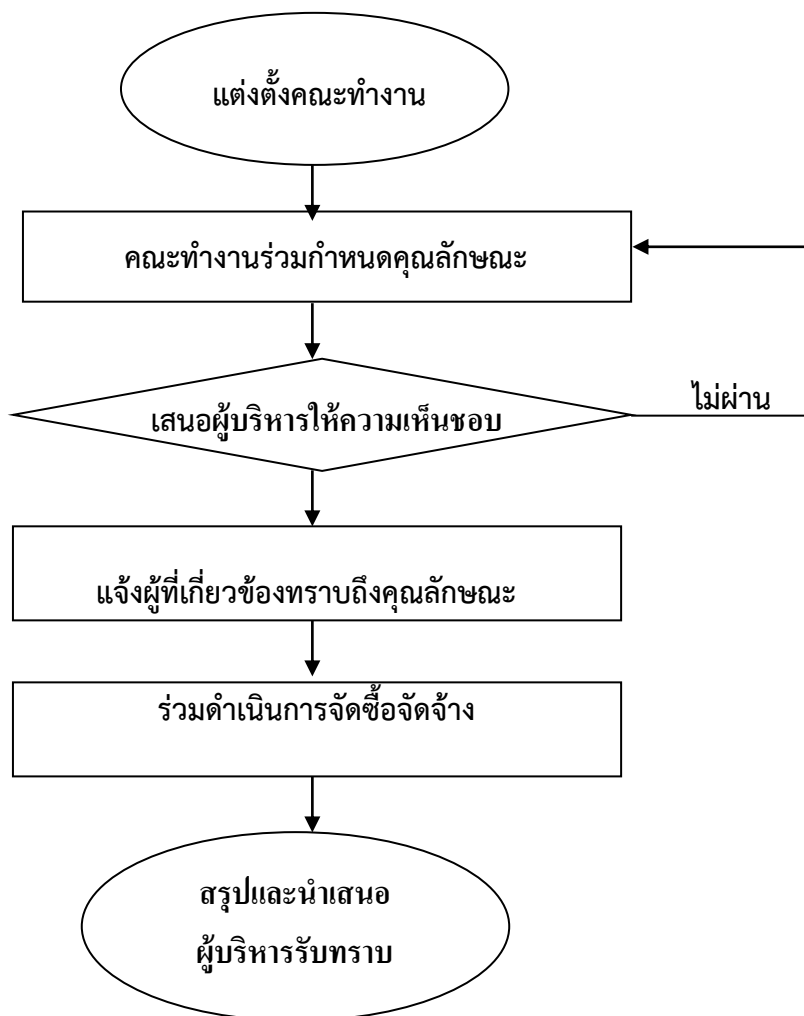 แต่งตั้งคณะทำงาน
คณะทำงานร่วมกำหนดคุณลักษณะ
เสนอผู้บริหารให้ความเห็นชอบ
ไม่ผ่าน
แจ้งผู้ที่เกี่ยวข้องทราบถึงคุณลักษณะ
ร่วมดำเนินการจัดซื้อจัดจ้าง
สรุปและนำเสนอ
ผู้บริหารรับทราบ